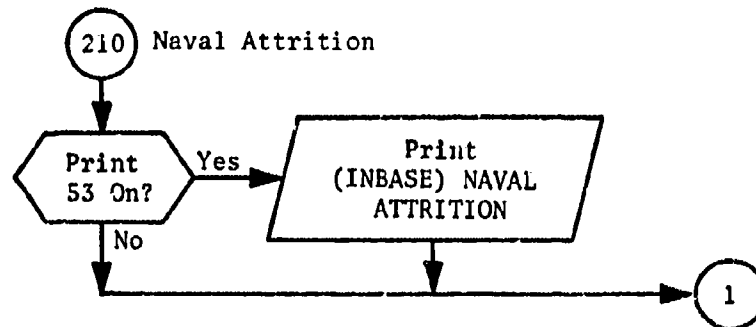 210 Naval Attrition
Print
53 On?
Yes
No
Print
(INBASE) NAVAL
ATTRITION
1